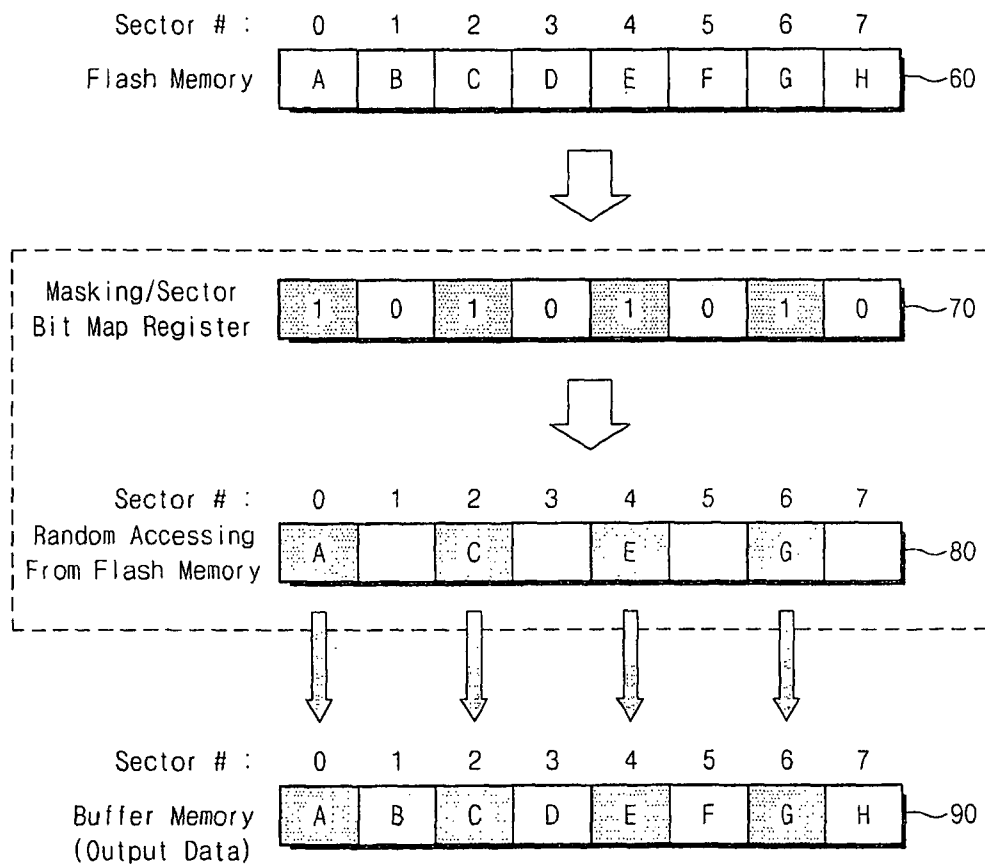 Sector # : 0 1 2 3 4 5 6 7
Flash Memory A B C D E F G H 60
Masking/Sector
Bit Map Register 1 0 1 0 1 0 1 0 70
Sector # : 0 1 2 3 4 5 6 7
Random Accessing
From Flash Memory A C E G 80
Sector # : 0 1 2 3 4 5 6 7
Buffer Memory A B C D E F G H 90
(Output Data)